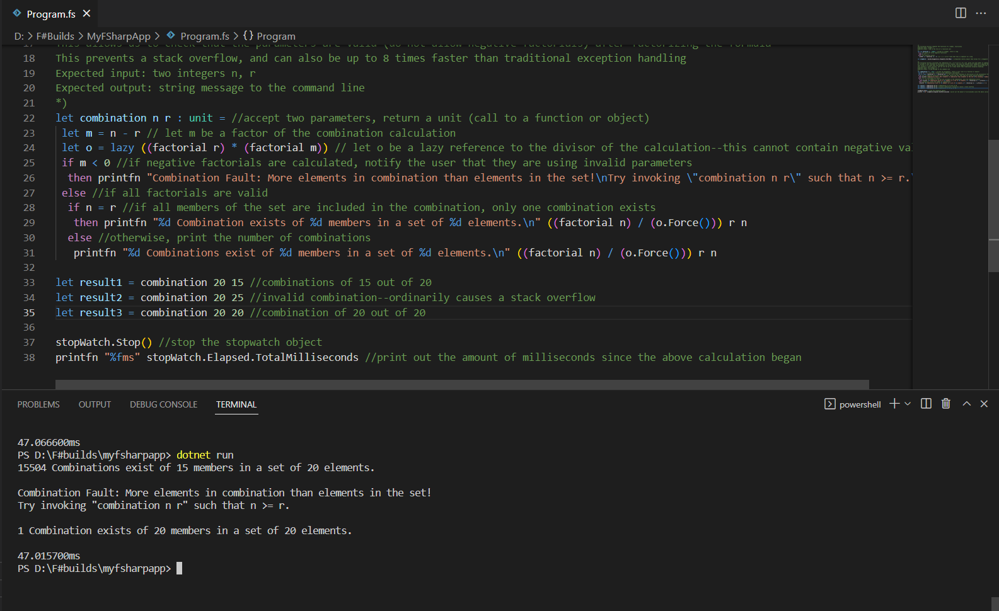 Program.fs
D: > F#Builds > MyFSharpApp > Program.fs > {} Program
17 This allows us to check that the parameters are valid (do not allow negative factorials) after factorizing the formula
18 This prevents a stack overflow, and can also be up to 8 times faster than traditional exception handling
19 Expected input: two integers n, r
20 Expected output: string message to the command line
21 *)
22 let combination n r : unit = //accept two parameters, return a unit (call to a function or object)
23 let m = n - r // let m be a factor of the combination calculation
24 let o = lazy ((factorial r) * (factorial m)) // let o be a lazy reference to the divisor of the calculation--this cannot contain negative va
25 if m < 0 //if negative factorials are calculated, notify the user that they are using invalid parameters
26 then printfn "Combination Fault: More elements in combination than elements in the set!\nTry invoking \"combination n r\" such that n >= r.
27 else //if all factorials are valid
28 if n = r //if all members of the set are included in the combination, only one combination exists
29 then printfn "%d Combination exists of %d members in a set of %d elements.\n" ((factorial n) / (o.Force())) r n
30 else //otherwise, print the number of combinations
31 printfn "%d Combinations exist of %d members in a set of %d elements.\n" ((factorial n) / (o.Force())) r n
32
33 let result1 = combination 20 15 //combinations of 15 out of 20
34 let result2 = combination 20 25 //invalid combination--ordinarily causes a stack overflow
35 let result3 = combination 20 20 //combination of 20 out of 20
36
37 stopWatch.Stop() //stop the stopwatch object
38 printfn "%fms" stopWatch.Elapsed.TotalMilliseconds //print out the amount of milliseconds since the above calculation began
PROBLEMS OUTPUT DEBUG CONSOLE TERMINAL powershell
47.066600ms
PS D:\F#builds\myfsharpapp> dotnet run
15504 Combinations exist of 15 members in a set of 20 elements.
Combination Fault: More elements in combination than elements in the set!
Try invoking "combination n r" such that n >= r.
1 Combination exists of 20 members in a set of 20 elements.
47.015700ms
PS D:\F#builds\myfsharpapp>